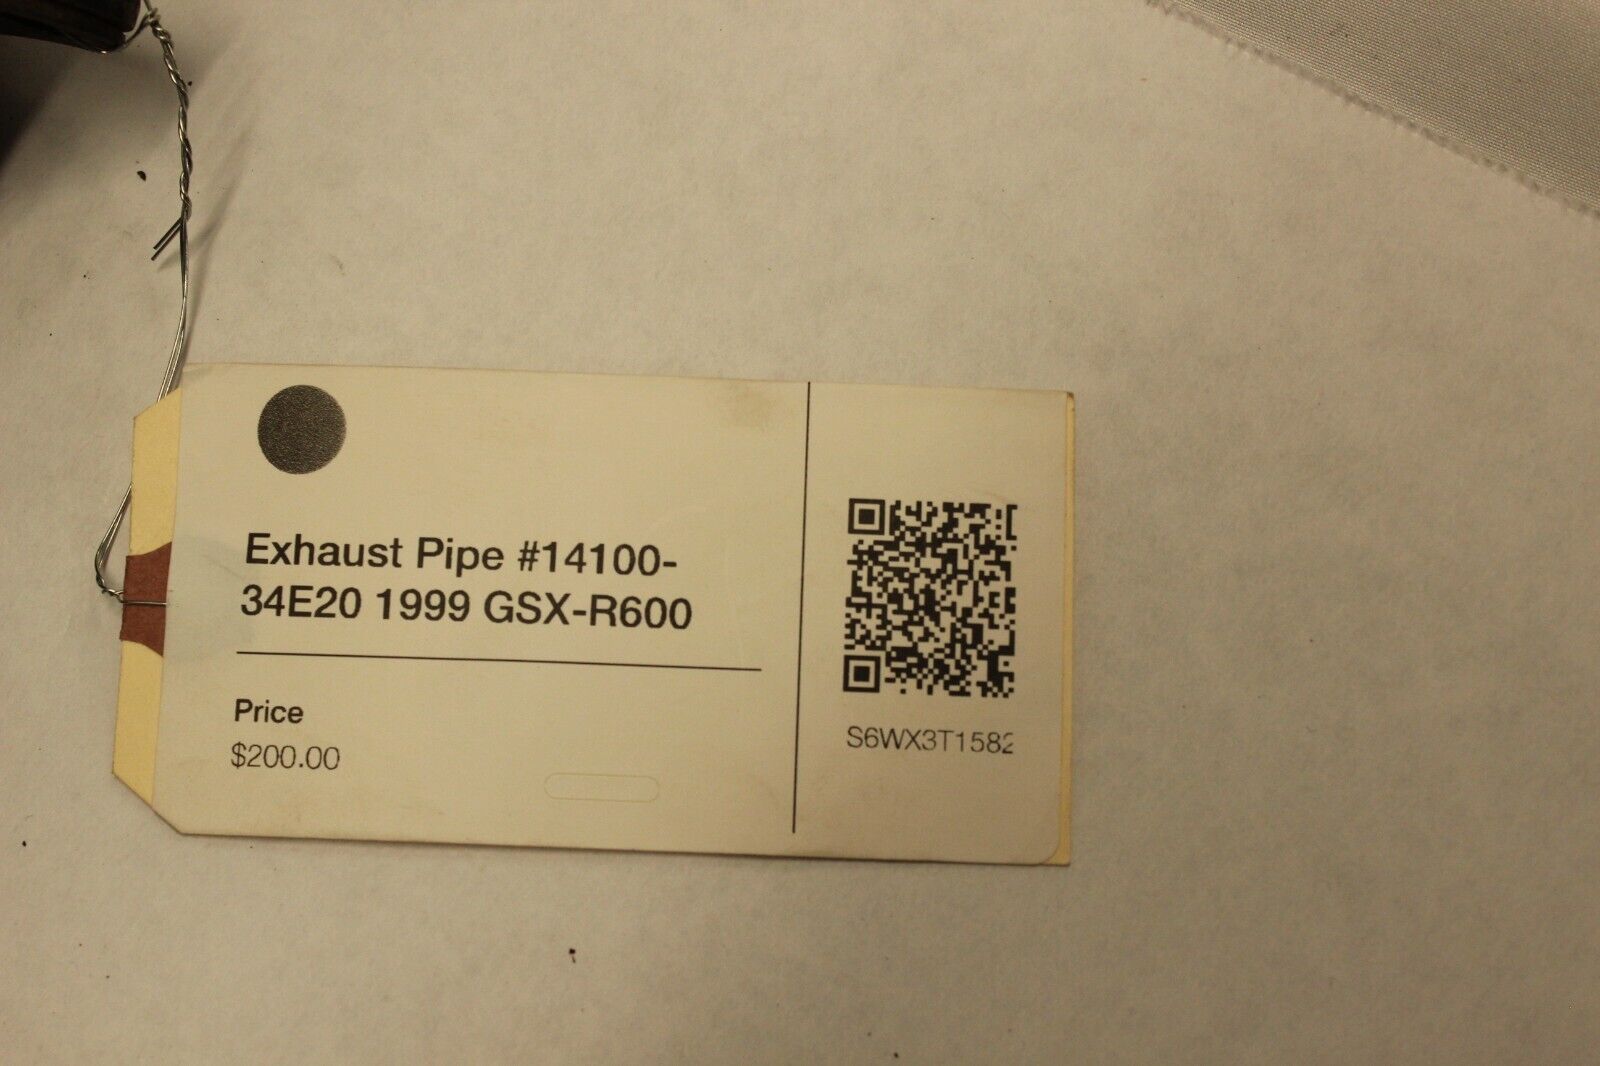 Exhaust Pipe #14100-
34E20 1999 GSX-R600
Price
$200.00
S6WX3T1582